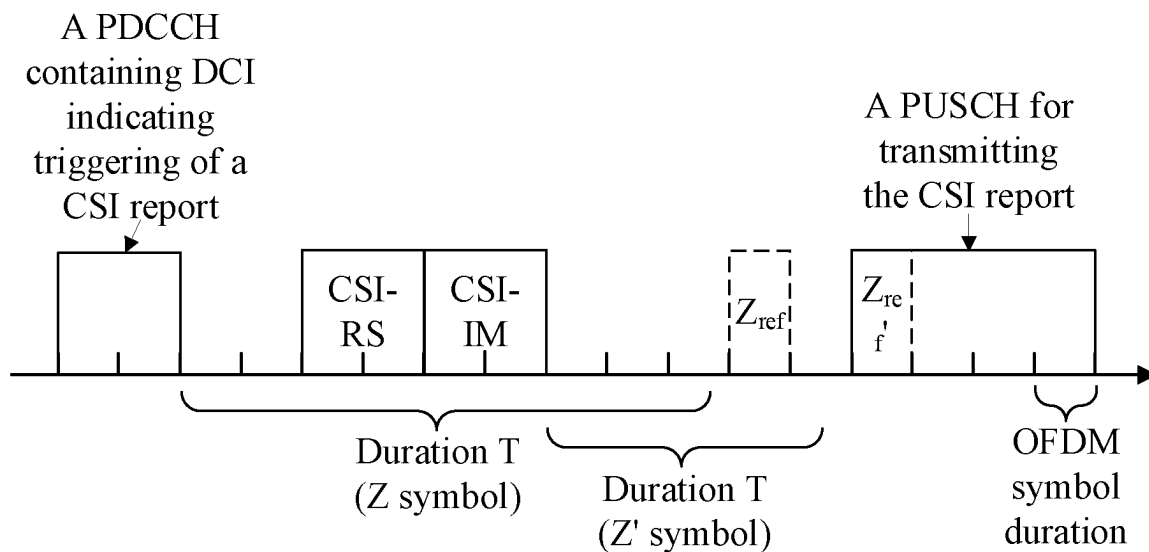 A PDCCH
containing DCI
indicating
triggering of a
CSI report
A PUSCH for
transmitting
the CSI report
CSI-
RS
CSI-
IM
Zref
Zre
f'
Duration T
(Z symbol)
Duration T
(Z' symbol)
OFDM
symbol
duration